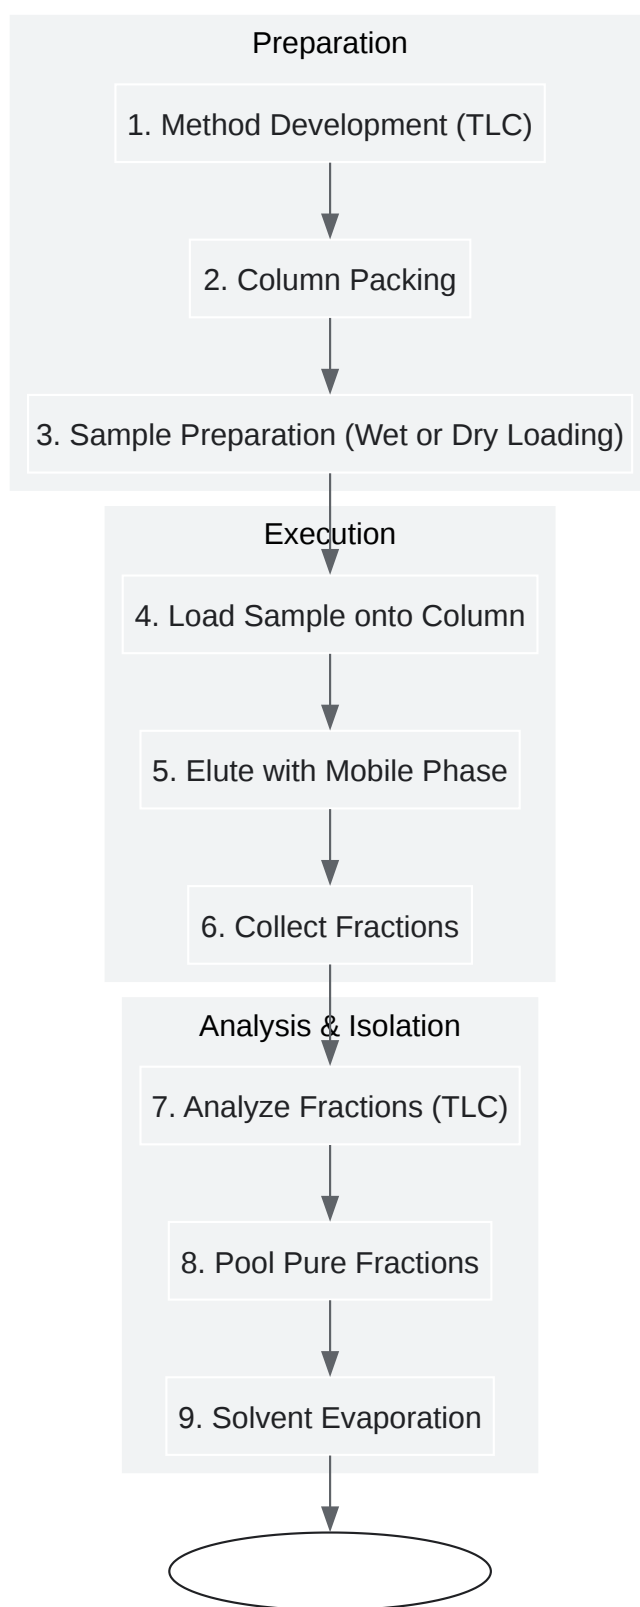 Preparation
1. Method Development (TLC)
2. Column Packing
3. Sample Preparation (Wet or Dry Loading)
Execution
4. Load Sample onto Column
5. Elute with Mobile Phase
6. Collect Fractions
Analysis & Isolation
7. Analyze Fractions (TLC)
8. Pool Pure Fractions
9. Solvent Evaporation